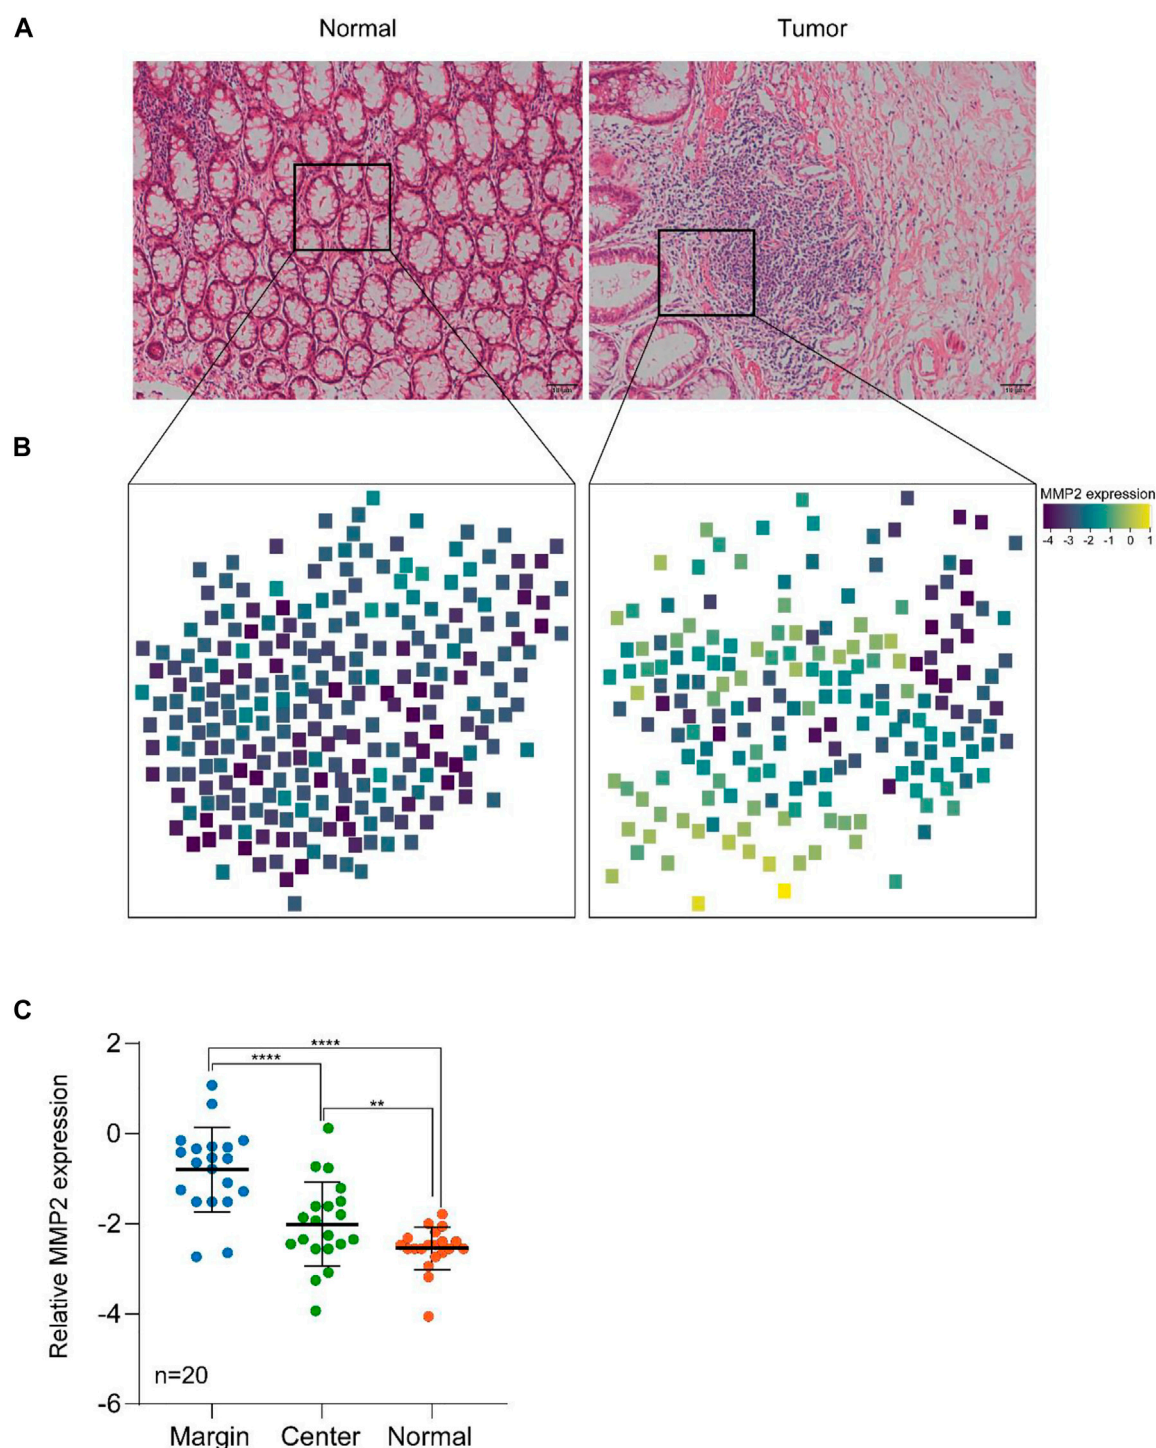 A
Normal
Tumor
B
MMP2 expression
-4 -3 -2 -1 0 1
C
2
0
-2
-4
-6
Relative MMP2 expression
****
****
**
n=20
Margin Center Normal